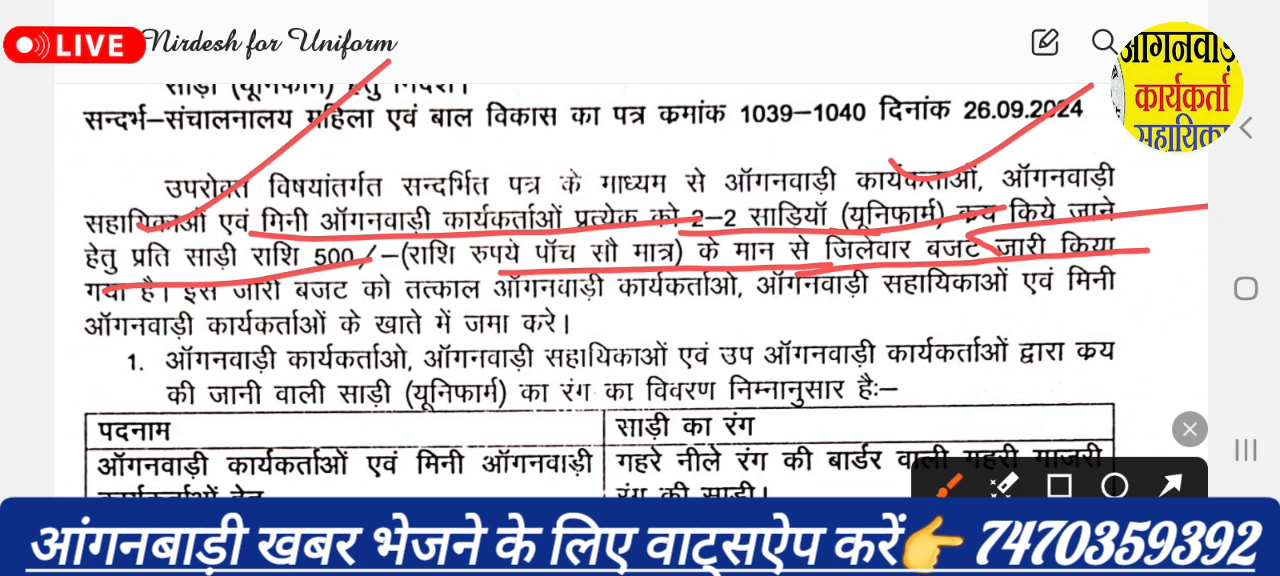 LIVE
Nirdesh for Uniform
आंगनवाड़ी
कार्यकर्ता
सहायिका
साड़ी (यूनिफार्म) हेतु निर्देश।
सन्दर्भ–संचालनालय महिला एवं बाल विकास का पत्र कमांक 1039–1040 दिनांक 26.09.2024
उपरोक्त विषयांतर्गत सन्दर्भित पत्र के माध्यम से ऑगनवाड़ी कार्यकर्ताओं, ऑगनवाड़ी
सहायिकाओं एवं मिनी ऑगनवाड़ी कार्यकर्ताओं प्रत्येक को 2–2 साडियॉ (यूनिफार्म) कय किये जाने
हेतु प्रति साड़ी राशि 500/–(राशि रुपये पॉच सौ मात्र) के मान से जिलेवार बजट जारी किया
गया है। इस जारी बजट को तत्काल ऑगनवाड़ी कार्यकर्ताओ, ऑगनवाड़ी सहायिकाओं एवं मिनी
ऑगनवाड़ी कार्यकर्ताओं के खाते में जमा करे।
1. ऑगनवाड़ी कार्यकर्ताओ, ऑगनवाड़ी सहायिकाओं एवं उप ऑगनवाड़ी कार्यकर्ताओं द्वारा कय
की जानी वाली साड़ी (यूनिफार्म) का रंग का विवरण निम्नानुसार हैः–
पदनाम साड़ी का रंग
ऑगनवाड़ी कार्यकर्ताओं एवं मिनी ऑगनवाड़ी गहरे नीले रंग की बार्डर वाली गहरी गाजरी
कार्यकर्ताओं हेतु रंग की साड़ी।
आंगनबाड़ी खबर भेजने के लिए वाट्सऐप करें👉 7470359392